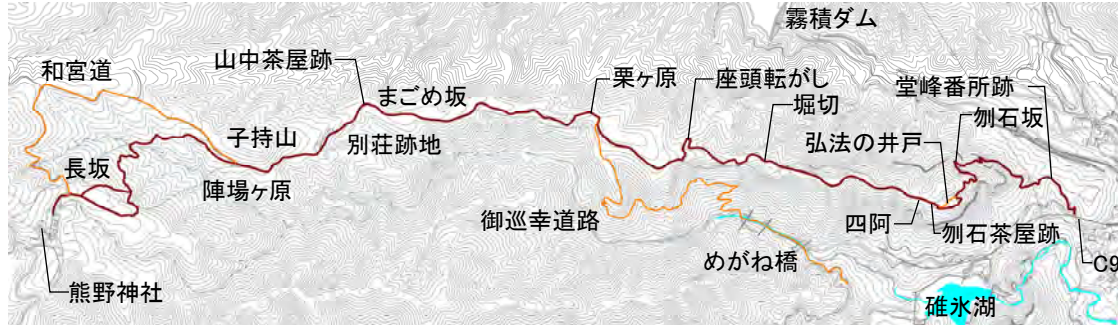 霧積ダム
和宮道
山中茶屋跡
まごめ坂
栗ヶ原
座頭転がし
堂峰番所跡
堀切
刎石坂
子持山
別荘跡地
弘法の井戸
長坂
陣場ヶ原
御巡幸道路
四阿
刎石茶屋跡
めがね橋
C9
熊野神社
碓氷湖